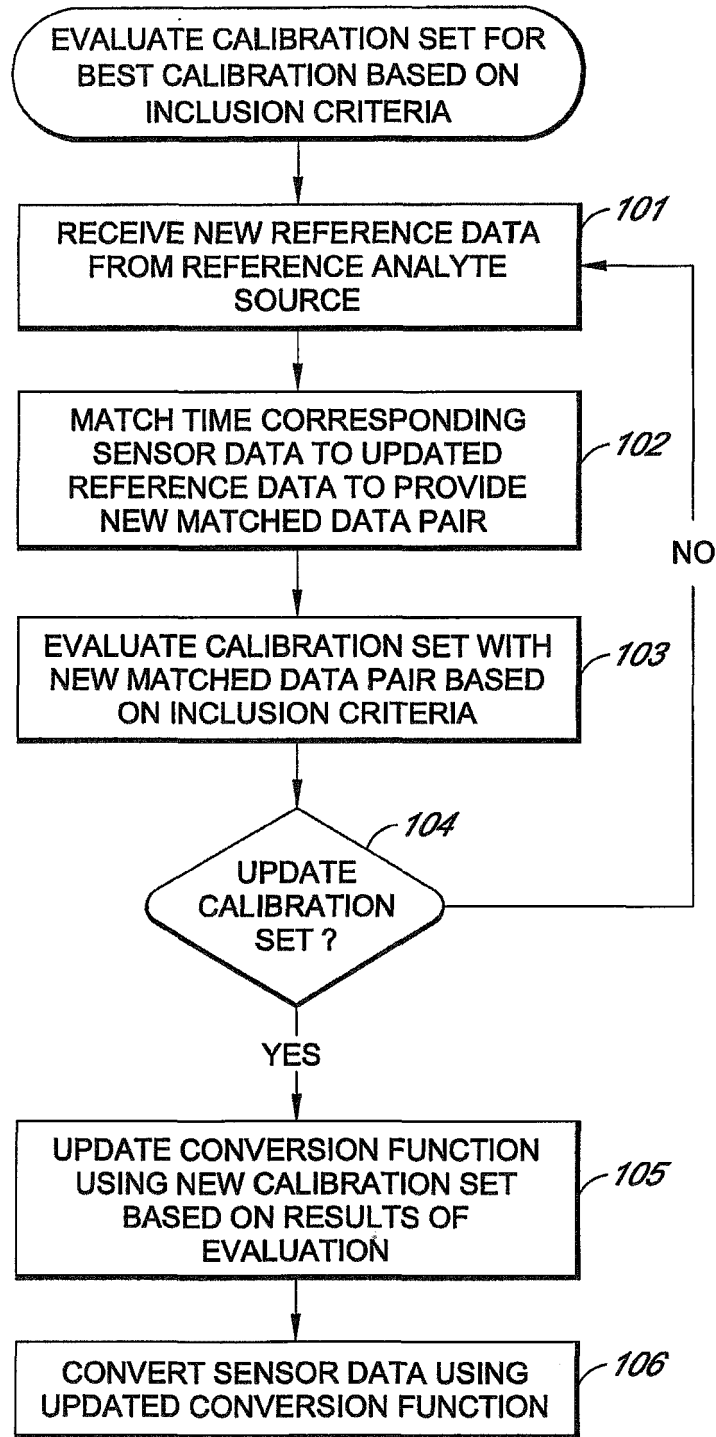 EVALUATE CALIBRATION SET FOR
BEST CALIBRATION BASED ON
INCLUSION CRITERIA
101
RECEIVE NEW REFERENCE DATA
FROM REFERENCE ANALYTE
SOURCE
MATCH TIME CORRESPONDING
SENSOR DATA TO UPDATED
REFERENCE DATA TO PROVIDE
NEW MATCHED DATA PAIR
102
NO
EVALUATE CALIBRATION SET WITH
NEW MATCHED DATA PAIR BASED
ON INCLUSION CRITERIA
103
104
UPDATE
CALIBRATION
SET ?
YES
UPDATE CONVERSION FUNCTION
USING NEW CALIBRATION SET
BASED ON RESULTS OF
EVALUATION
105
CONVERT SENSOR DATA USING
UPDATED CONVERSION FUNCTION
106